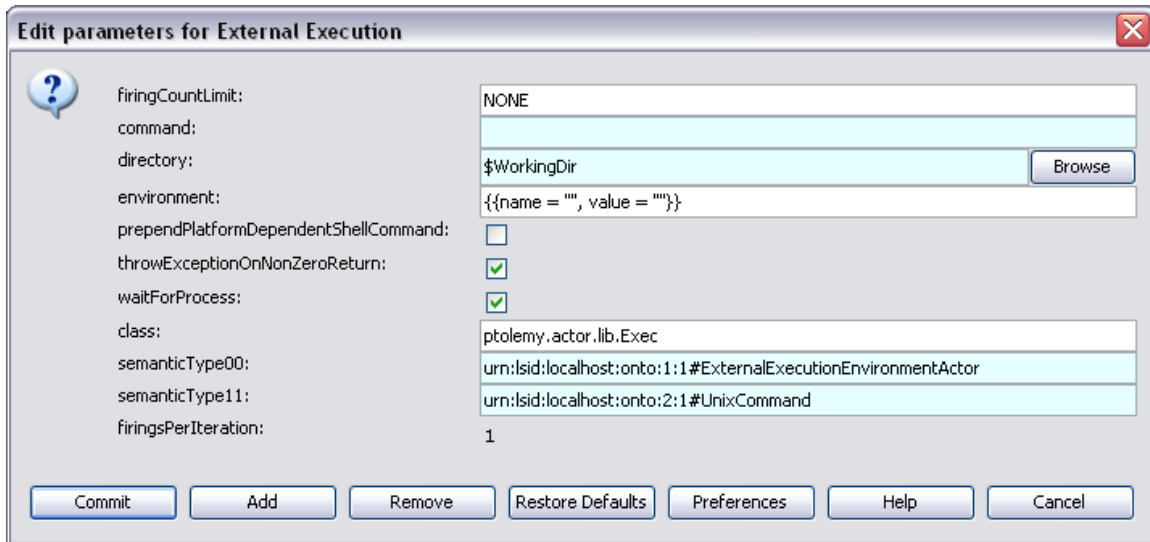 Edit parameters for External Execution
firingCountLimit: NONE
command:
directory: $WorkingDir Browse
environment: {{name = "", value = ""}}
prependPlatformDependentShellCommand:
throwExceptionOnNonZeroReturn:
waitForProcess:
class: ptolemy.actor.lib.Exec
semanticType00: urn:lsid:localhost:onto:1:1#ExternalExecutionEnvironmentActor
semanticType11: urn:lsid:localhost:onto:2:1#UnixCommand
firingsPerIteration: 1
Commit Add Remove Restore Defaults Preferences Help Cancel